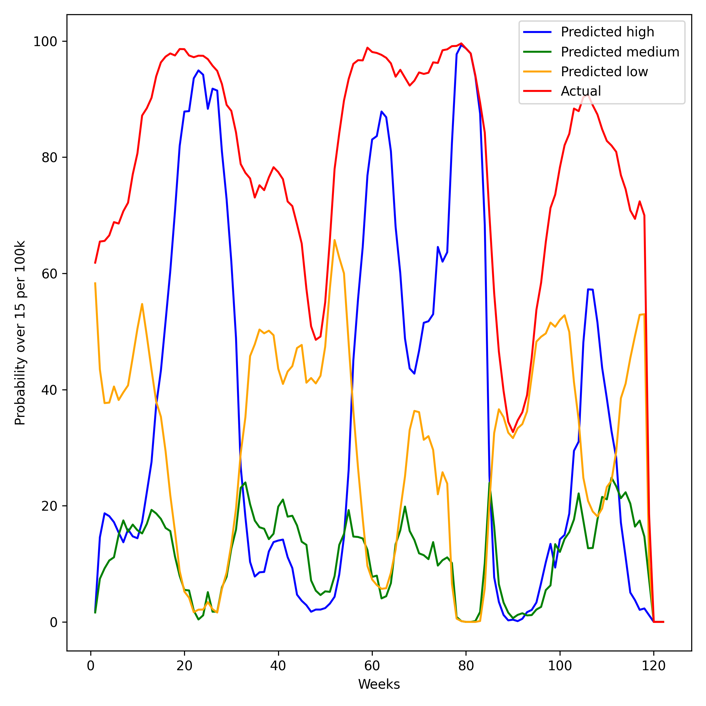 100
80
60
40
20
0
Probability over 15 per 100k
Predicted high
Predicted medium
Predicted low
Actual
0 20 40 60 80 100 120
Weeks